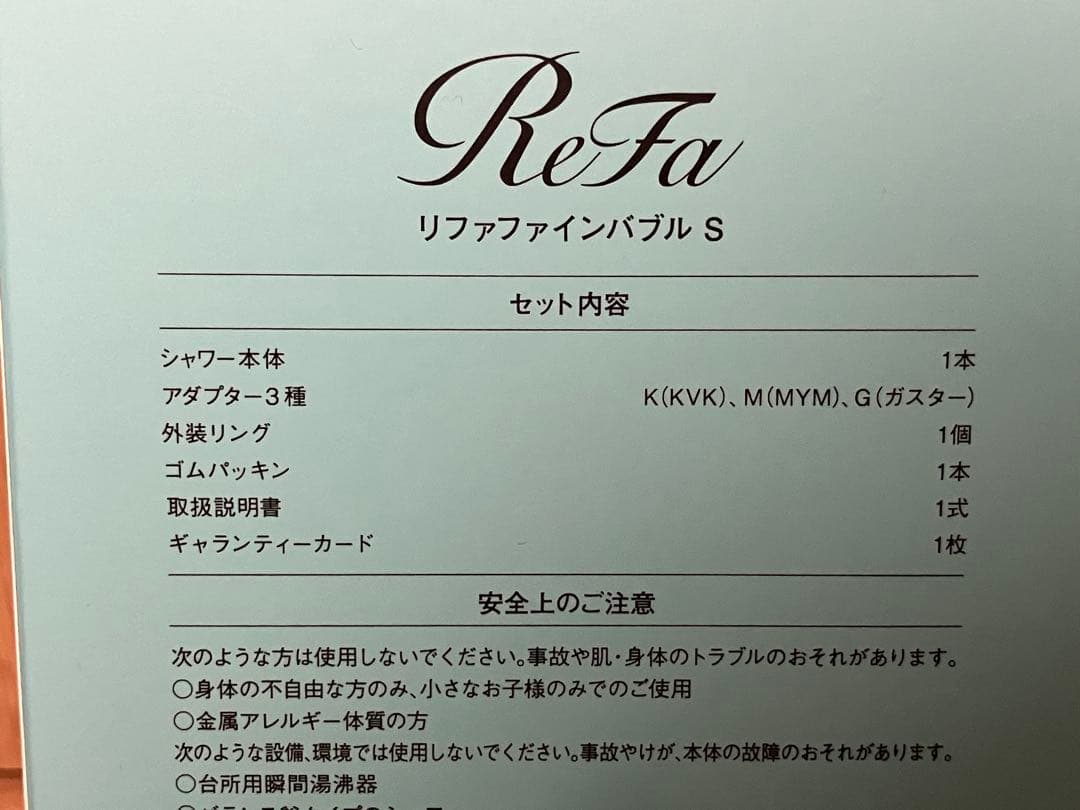 ReFa
リファファインバブル S
セット内容
シャワー本体 1本
アダプター3種 K(KVK)、M(MYM)、G(ガスター)
外装リング 1個
ゴムパッキン 1本
取扱説明書 1式
ギャランティーカード 1枚
安全上のご注意
次のような方は使用しないでください。事故や肌・身体のトラブルのおそれがあります。
○身体の不自由な方のみ、小さなお子様のみでのご使用
○金属アレルギー体質の方
次のような設備、環境では使用しないでください。事故やけが、本体の故障のおそれがあります。
○台所用瞬間湯沸器